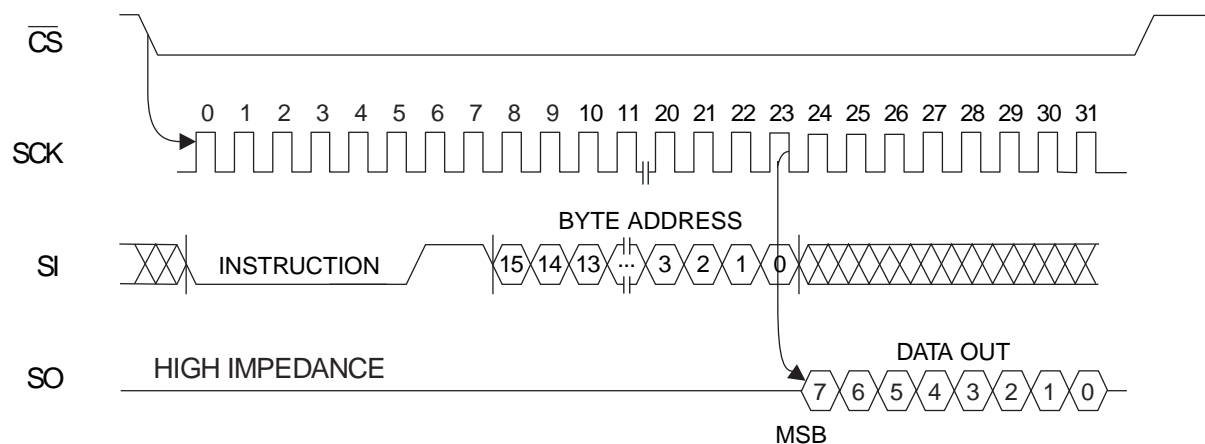 CS
0 1 2 3 4 5 6 7 8 9 10 11 20 21 22 23 24 25 26 27 28 29 30 31
SCK
BYTE ADDRESS
SI INSTRUCTION 15 14 13 ... 3 2 1 0
DATA OUT
SO HIGH IMPEDANCE 7 6 5 4 3 2 1 0
MSB